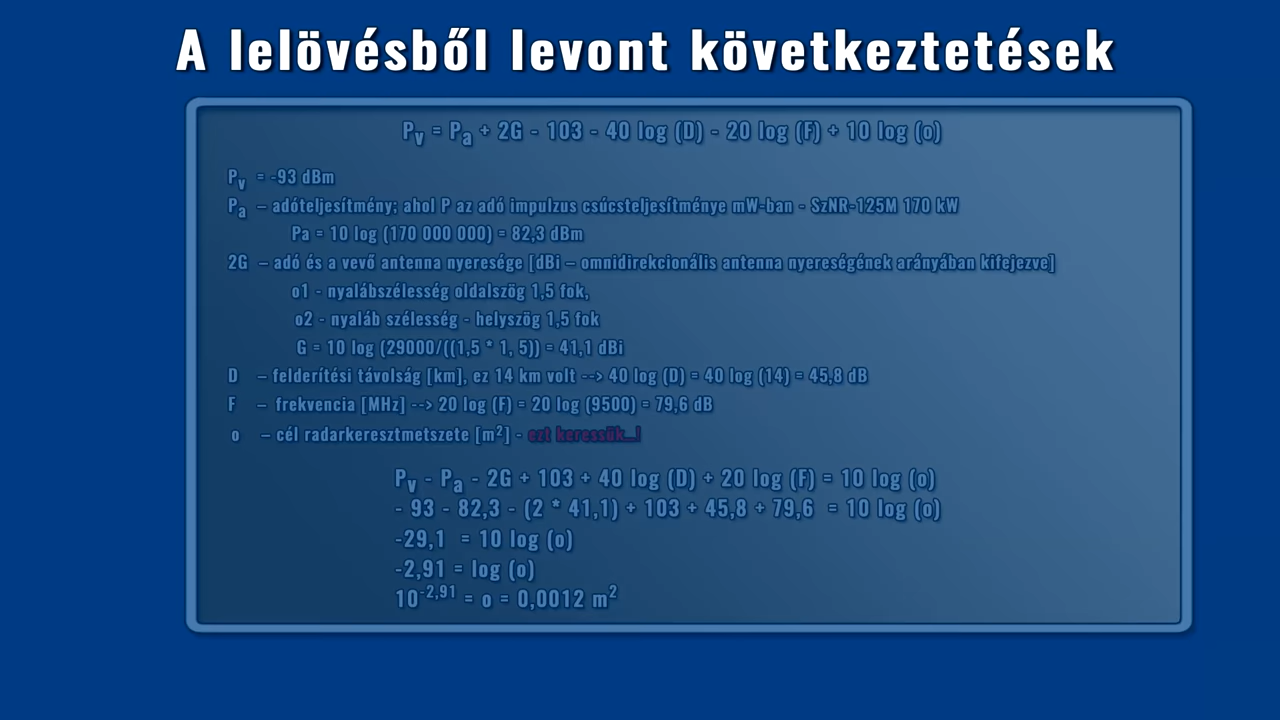 A lelövésből levont következtetések
Pv = Pa + 2G - 103 - 40 log (D) - 20 log (F) + 10 log (o)
Pv = -93 dBm
Pa – adóteljesítmény; ahol P az adó impulzus csúcsteljesítménye mW-ban - SzNR-125M 170 kW
Pa = 10 log (170 000 000) = 82,3 dBm
2G – adó és a vevő antenna nyeresége [dBi – omnidirekcionális antenna nyereségének arányában kifejezve]
o1 - nyalábszélesség oldalszög 1,5 fok,
o2 - nyaláb szélesség - helyszög 1,5 fok
G = 10 log (29000/((1,5 * 1, 5)) = 41,1 dBi
D – felderítési távolság [km], ez 14 km volt --> 40 log (D) = 40 log (14) = 45,8 dB
F – frekvencia [MHz] --> 20 log (F) = 20 log (9500) = 79,6 dB
o – cél radarkeresztmetszete [m²] - ezt keressük...!
Pv - Pa - 2G + 103 + 40 log (D) + 20 log (F) = 10 log (o)
- 93 - 82,3 - (2 * 41,1) + 103 + 45,8 + 79,6 = 10 log (o)
-29,1 = 10 log (o)
-2,91 = log (o)
10⁻²,⁹¹ = o = 0,0012 m²